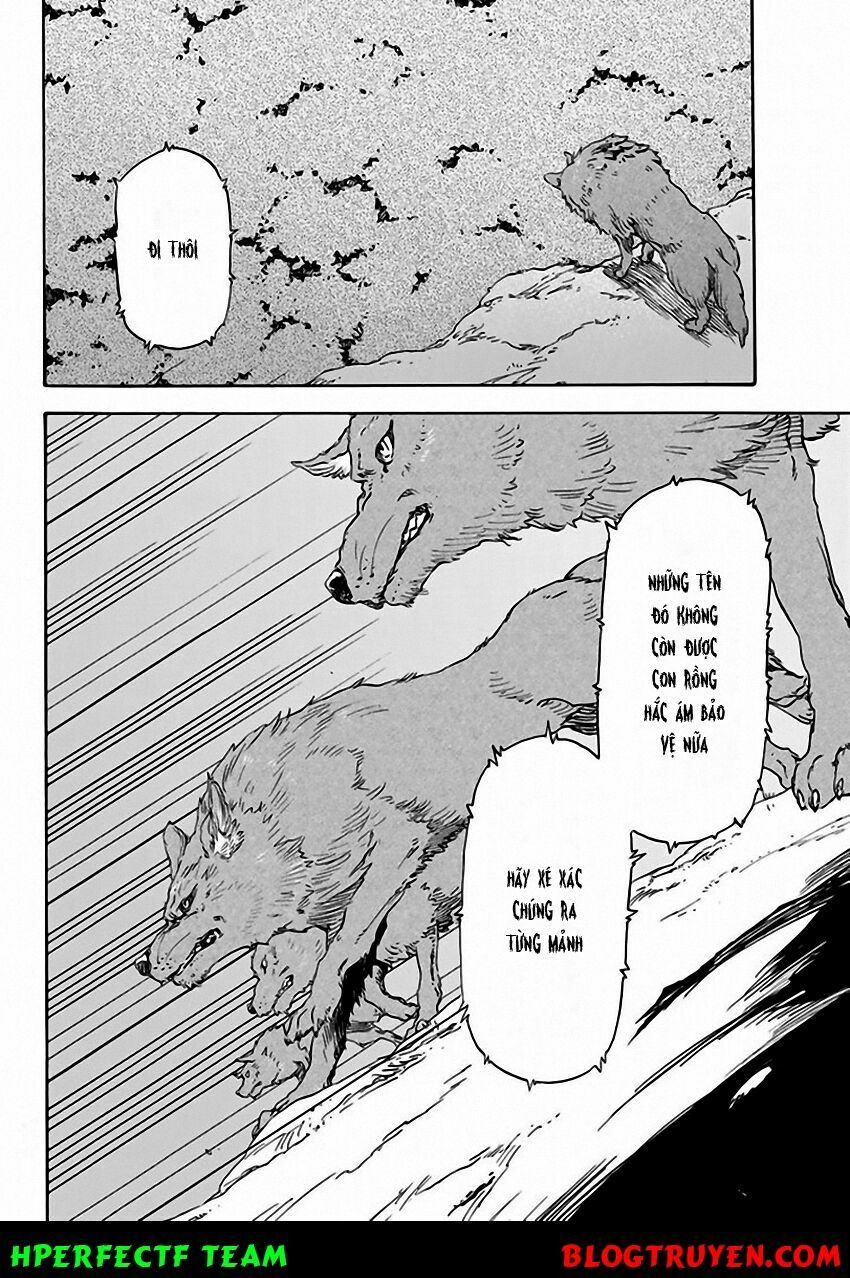 ĐI THÔI
NHỮNG TÊN
ĐÓ KHÔNG
CÒN ĐƯỢC
CON RỒNG
HẮC ÁM BẢO
VỆ NỮA
HÃY XÉ XÁC
CHÚNG RA
TỪNG MẢNH
HPERFECTF TEAM
BLOGTRUYEN.COM